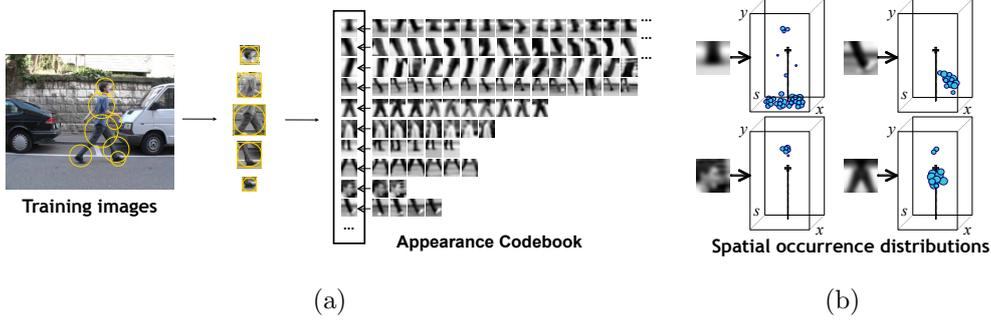 ...
...
...
y
y
s
s
x
x
y
y
s
s
x
x
...
Training images
Appearance Codebook
Spatial occurrence distributions
(a)
(b)